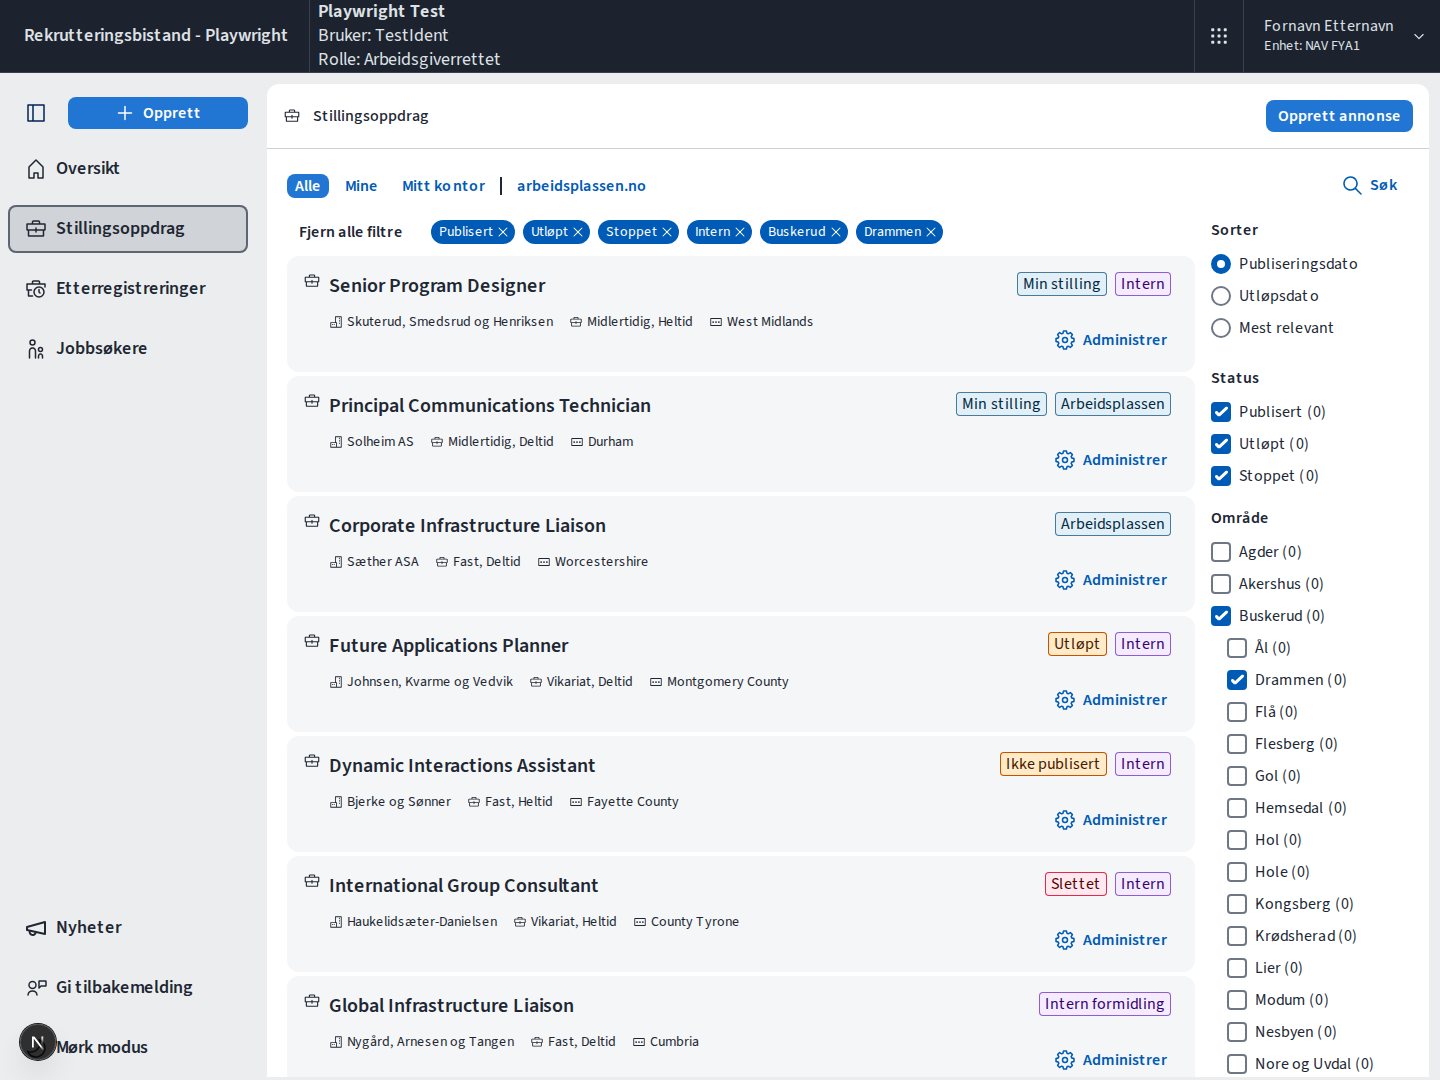 Rekrutteringsbistand - Playwright
Playwright Test
Bruker: TestIdent
Rolle: Arbeidsgiverrettet
Fornavn Etternavn
Enhet: NAV FYA1
Opprett
Oversikt
Stillingsoppdrag
Etterregistreringer
Jobbsøkere
Nyheter
Gi tilbakemelding
N
Mørk modus
Stillingsoppdrag
Opprett annonse
Alle Mine Mitt kontor arbeidsplassen.no
Søk
Fjern alle filtre Publisert Utløpt Stoppet Intern Buskerud Drammen
Senior Program Designer Min stilling Intern
Skuterud, Smedsrud og Henriksen Midlertidig, Heltid West Midlands
Administrer
Principal Communications Technician Min stilling Arbeidsplassen
Solheim AS Midlertidig, Deltid Durham
Administrer
Corporate Infrastructure Liaison Arbeidsplassen
Sæther ASA Fast, Deltid Worcestershire
Administrer
Future Applications Planner Utløpt Intern
Johnsen, Kvarme og Vedvik Vikariat, Deltid Montgomery County
Administrer
Dynamic Interactions Assistant Ikke publisert Intern
Bjerke og Sønner Fast, Heltid Fayette County
Administrer
International Group Consultant Slettet Intern
Haukelidsæter-Danielsen Vikariat, Heltid County Tyrone
Administrer
Global Infrastructure Liaison Intern formidling
Nygård, Arnesen og Tangen Fast, Deltid Cumbria
Administrer
Sorter
Publiseringsdato
Utløpsdato
Mest relevant
Status
Publisert (0)
Utløpt (0)
Stoppet (0)
Område
Agder (0)
Akershus (0)
Buskerud (0)
Ål (0)
Drammen (0)
Flå (0)
Flesberg (0)
Gol (0)
Hemsedal (0)
Hol (0)
Hole (0)
Kongsberg (0)
Krødsherad (0)
Lier (0)
Modum (0)
Nesbyen (0)
Nore og Uvdal (0)